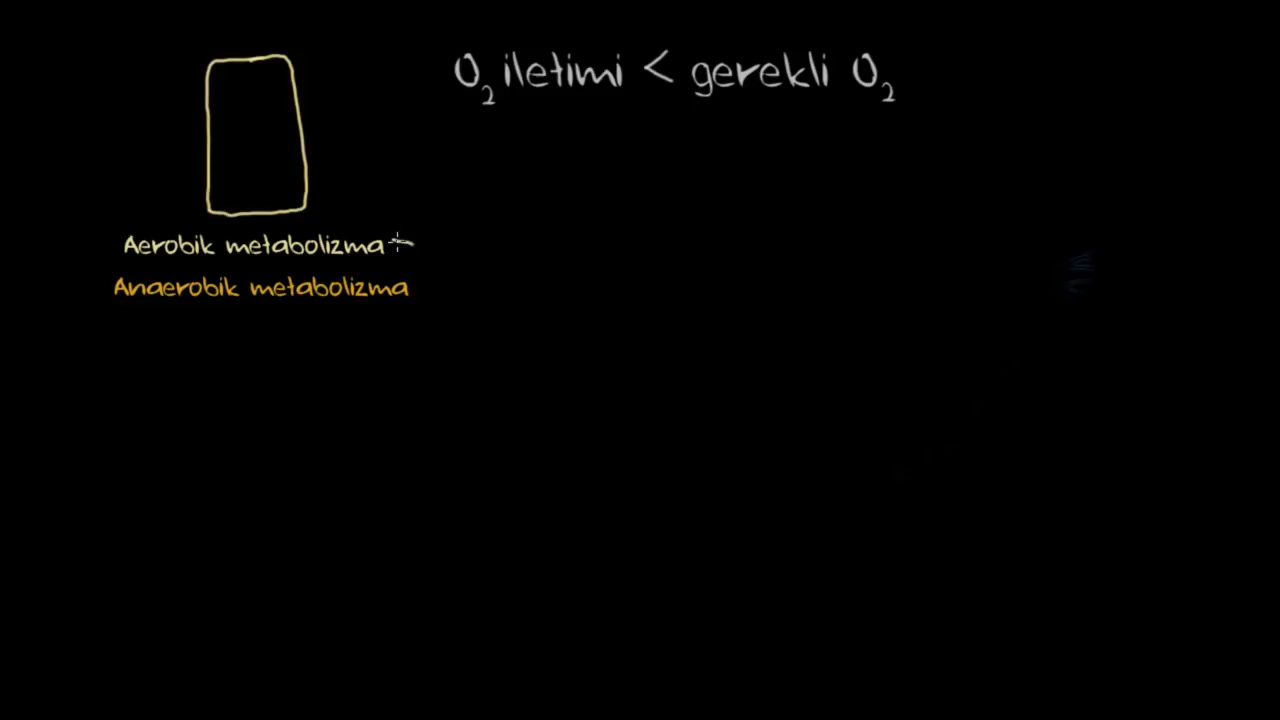 O₂ iletimi < gerekli O₂
Aerobik metabolizma
Anaerobik metabolizma